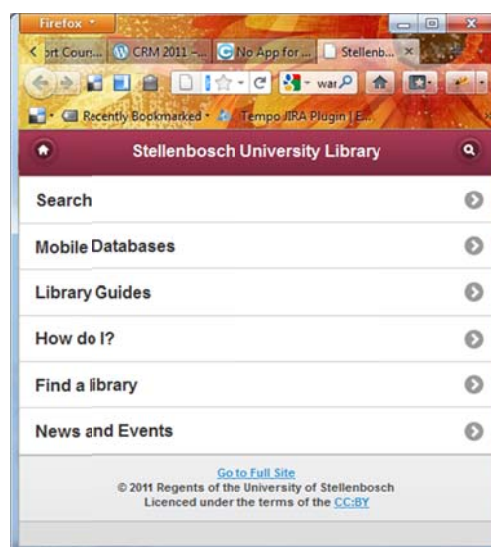 Firefox
ort Coun... CRM 2011 –... No App for ... Stellenb...
war
Recently Bookmarked Tempo JIRA Plugin | E...
Stellenbosch University Library
Search
Mobile Databases
Library Guides
How do I?
Find a library
News and Events
Go to Full Site
© 2011 Regents of the University of Stellenbosch
Licenced under the terms of the CC:BY